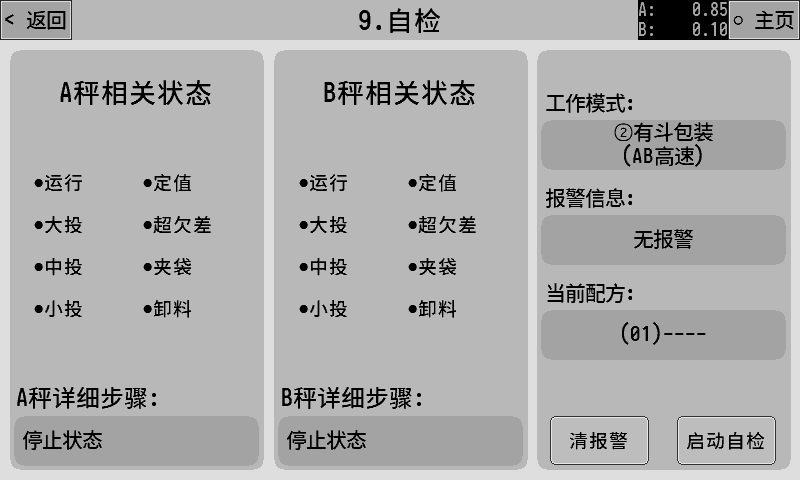 < 返回
9.自检
A: 0.85
B: 0.10
○ 主页
A秤相关状态
●运行 ●定值
●大投 ●超欠差
●中投 ●夹袋
●小投 ●卸料
A秤详细步骤:
停止状态
B秤相关状态
●运行 ●定值
●大投 ●超欠差
●中投 ●夹袋
●小投 ●卸料
B秤详细步骤:
停止状态
工作模式:
②有斗包装
(AB高速)
报警信息:
无报警
当前配方:
(01)----
清报警
启动自检